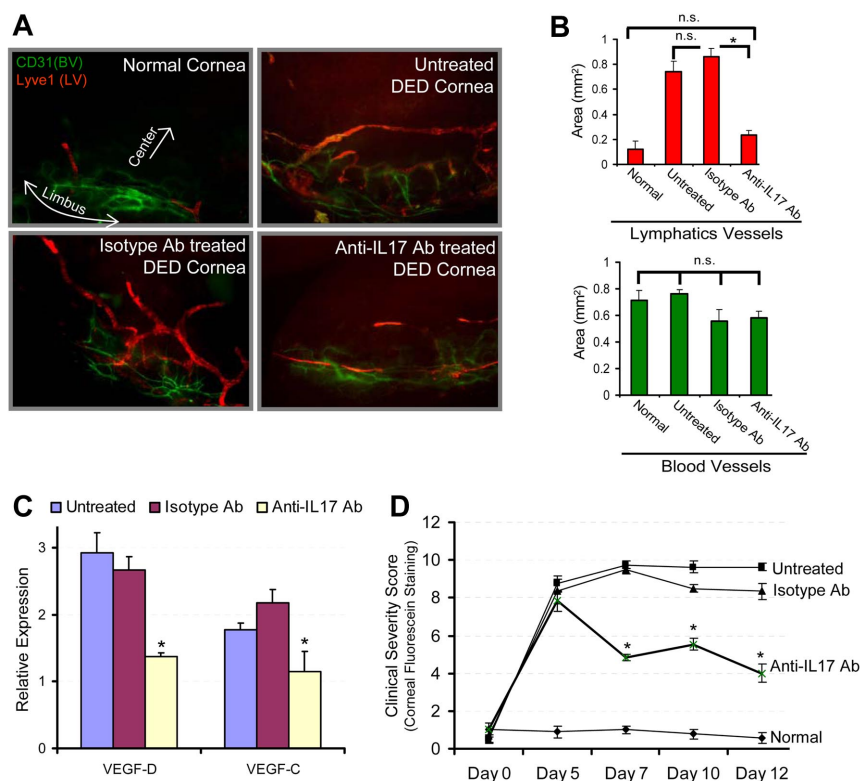 A
CD31(BV)
Lyve1 (LV)
Normal Cornea
Center
Limbus
Untreated
DED Cornea
Isotype Ab treated
DED Cornea
Anti-IL17 Ab treated
DED Cornea
B
n.s.
n.s.
*
Area (mm²)
1
0.8
0.6
0.4
0.2
0
Normal
Untreated
Isotype Ab
Anti-IL17 Ab
Lymphatics Vessels
n.s.
Area (mm²)
1
0.8
0.6
0.4
0.2
0
Normal
Untreated
Isotype Ab
Anti-IL17 Ab
Blood Vessels
C
Untreated
Isotype Ab
Anti-IL17 Ab
Relative Expression
3
2
1
0
*
*
VEGF-D
VEGF-C
D
Clinical Severity Score
(Corneal Fluorescein Staining)
12
10
8
6
4
2
0
*
*
*
Untreated
Isotype Ab
Anti-IL17 Ab
Normal
Day 0
Day 5
Day 7
Day 10
Day 12